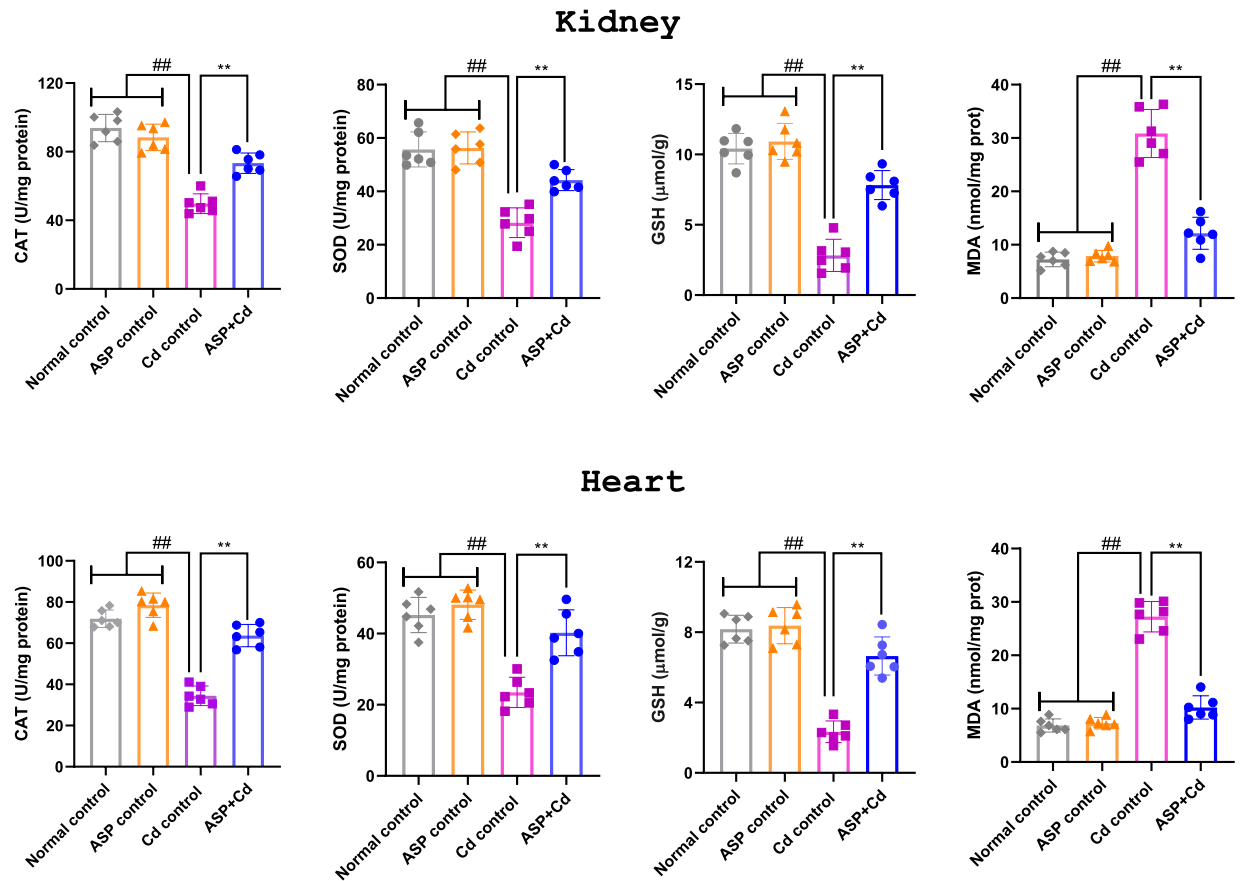 Kidney
CAT (U/mg protein)
120
80
40
0
##
**
Normal control
ASP control
Cd control
ASP+Cd
SOD (U/mg protein)
80
60
40
20
0
##
**
Normal control
ASP control
Cd control
ASP+Cd
GSH (μmol/g)
15
10
5
0
##
**
Normal control
ASP control
Cd control
ASP+Cd
MDA (nmol/mg prot)
40
30
20
10
0
##
**
Normal control
ASP control
Cd control
ASP+Cd
Heart
CAT (U/mg protein)
100
80
60
40
20
0
##
**
Normal control
ASP control
Cd control
ASP+Cd
SOD (U/mg protein)
60
40
20
0
##
**
Normal control
ASP control
Cd control
ASP+Cd
GSH (μmol/g)
12
8
4
0
##
**
Normal control
ASP control
Cd control
ASP+Cd
MDA (nmol/mg prot)
40
30
20
10
0
##
**
Normal control
ASP control
Cd control
ASP+Cd